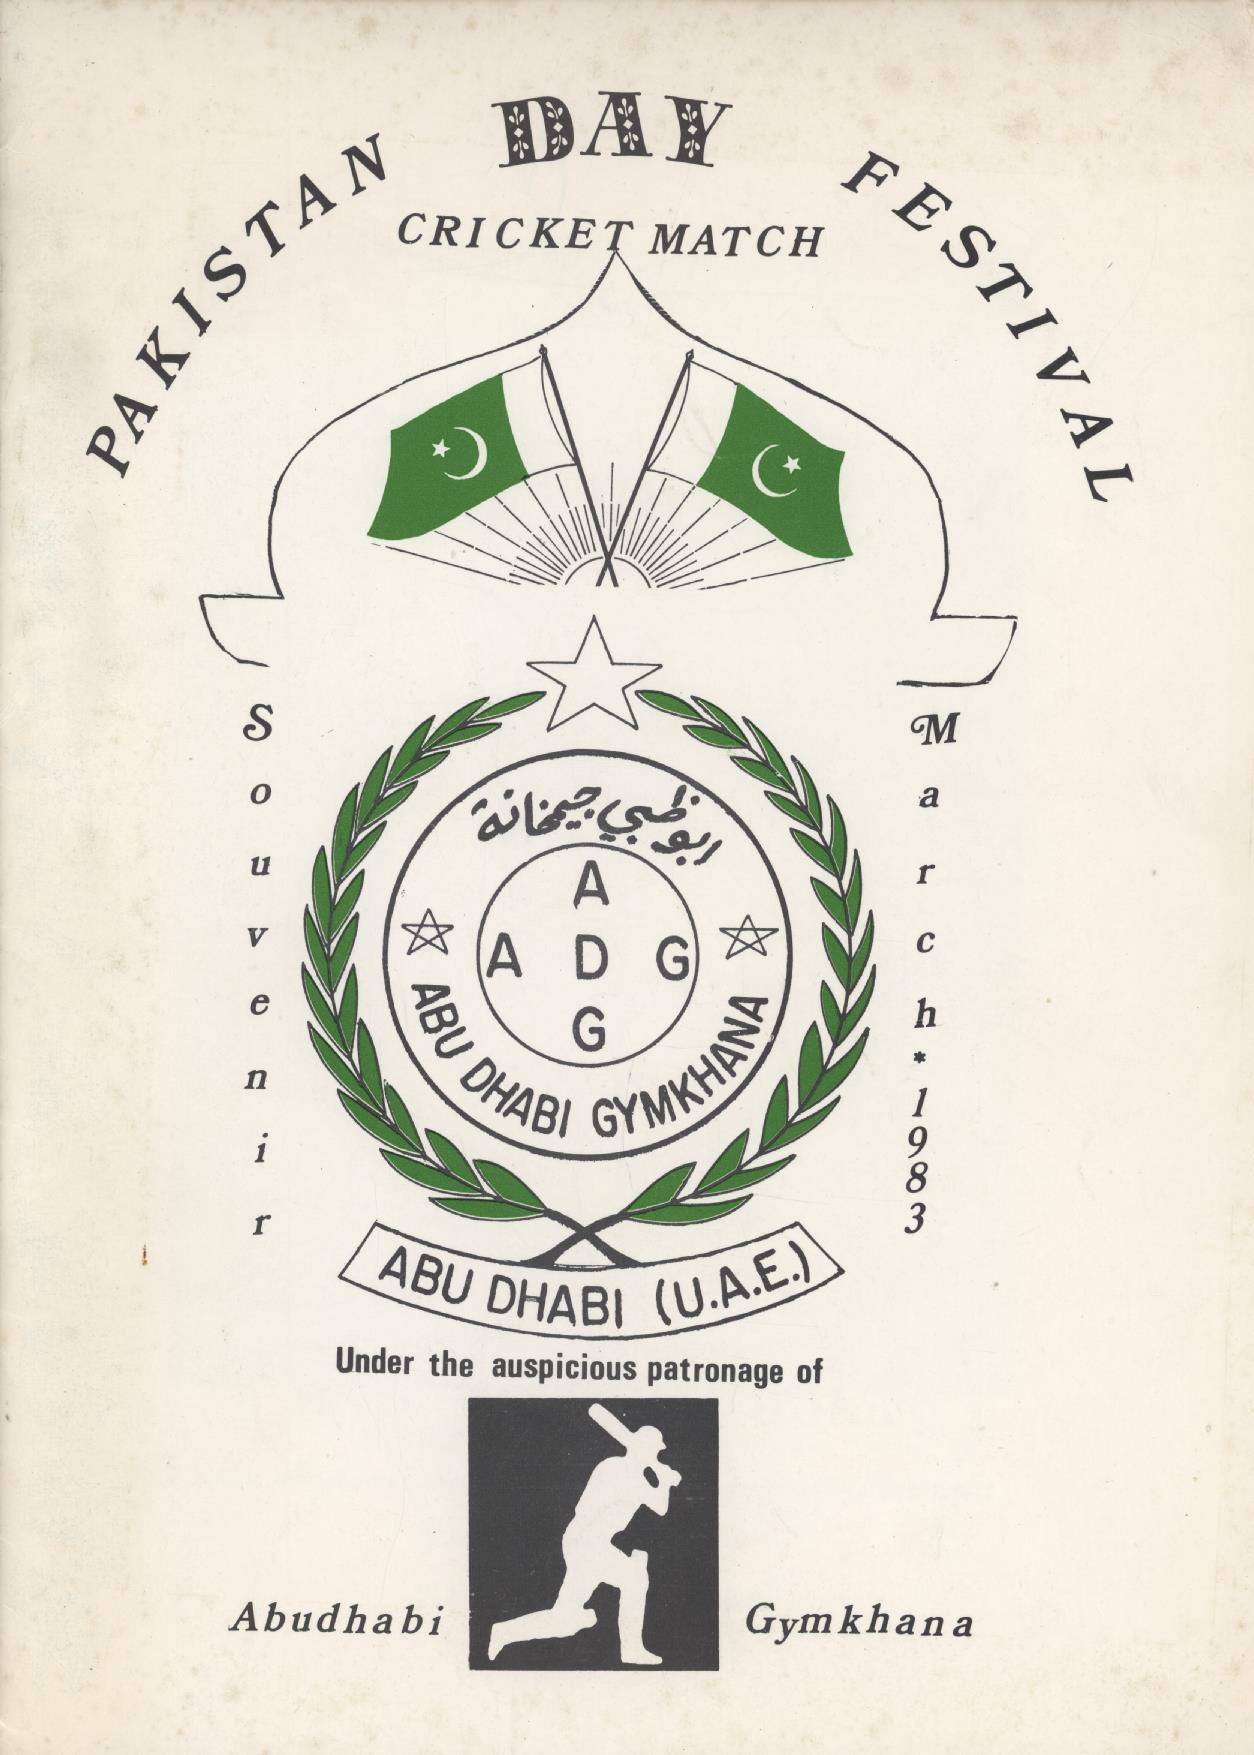 PAKISTAN DAY FESTIVAL
CRICKET MATCH
Souvenir
March*1983
ابوظبي جيمخانة
A
A D G
G
ABU DHABI GYMKHANA
ABU DHABI (U.A.E.)
Under the auspicious patronage of
Abudhabi Gymkhana